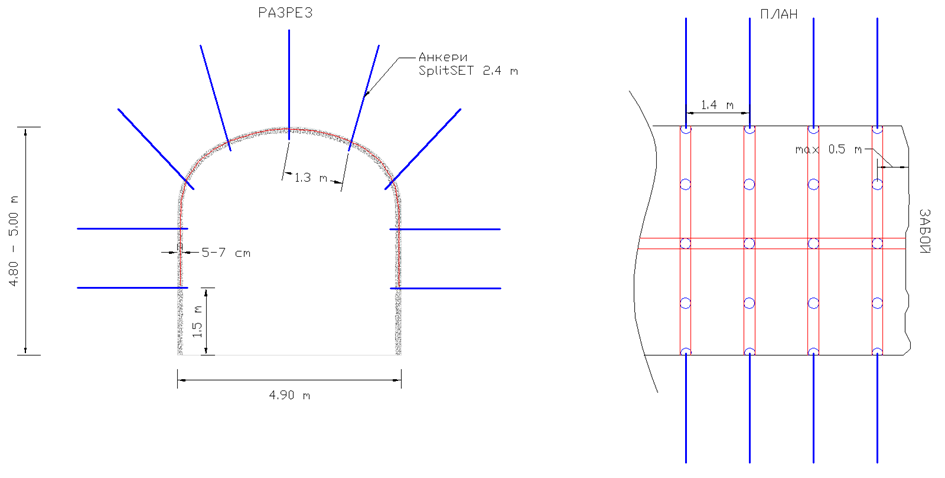 РАЗРЕЗ
ПЛАН
Анкери
SplitSET 2.4 m
1.4 m
max 0.5 m
1.3 m
4.80 - 5.00 m
5-7 cm
1.5 m
4.90 m
ЗАБОЙ